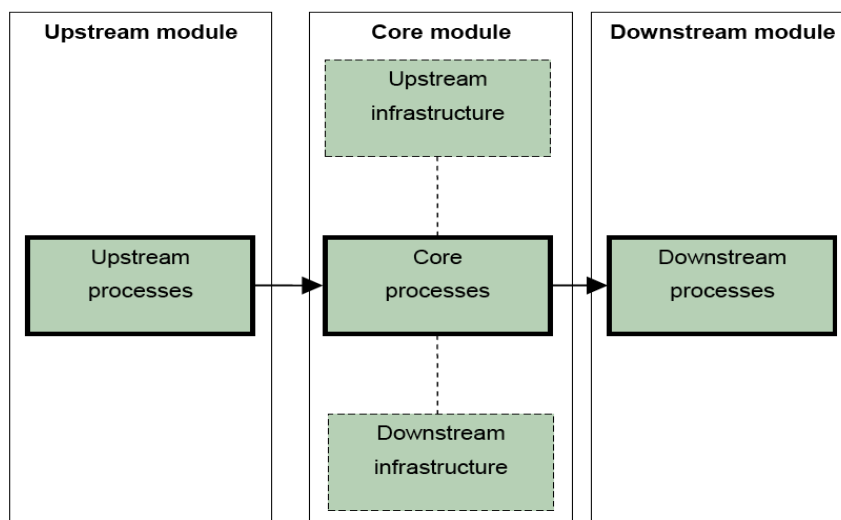 Upstream module
Core module
Downstream module
Upstream
infrastructure
Upstream
processes
Core
processes
Downstream
processes
Downstream
infrastructure